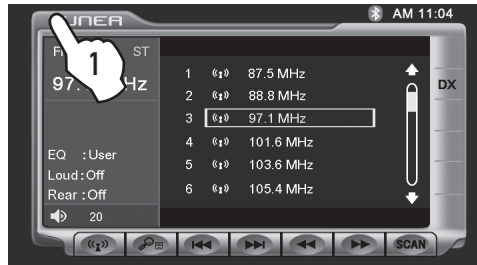 AM 11:04
TUNER
ST
1
97. Hz
1 87.5 MHz
2 88.8 MHz
3 97.1 MHz
4 101.6 MHz
5 103.6 MHz
6 105.4 MHz
DX
EQ :User
Loud:Off
Rear :Off
20
SCAN